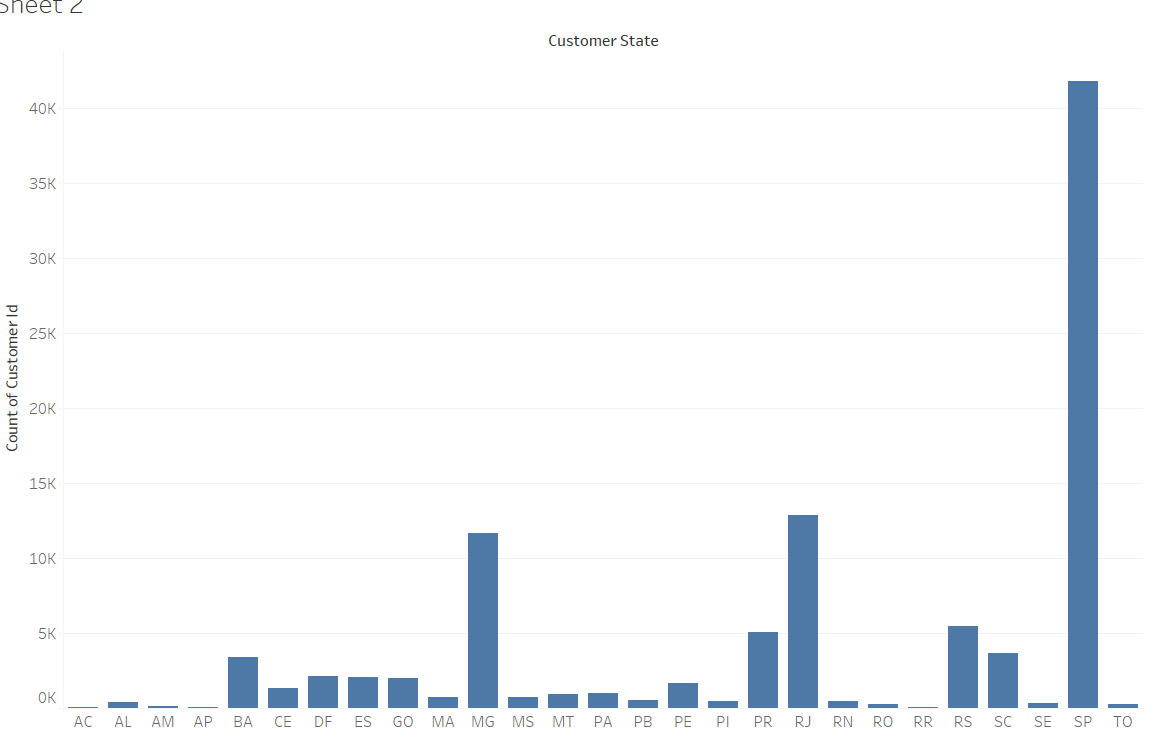 Sheet 2
Customer State
Count of Customer Id
40K
35K
30K
25K
20K
15K
10K
5K
0K
AC AL AM AP BA CE DF ES GO MA MG MS MT PA PB PE PI PR RJ RN RO RR RS SC SE SP TO